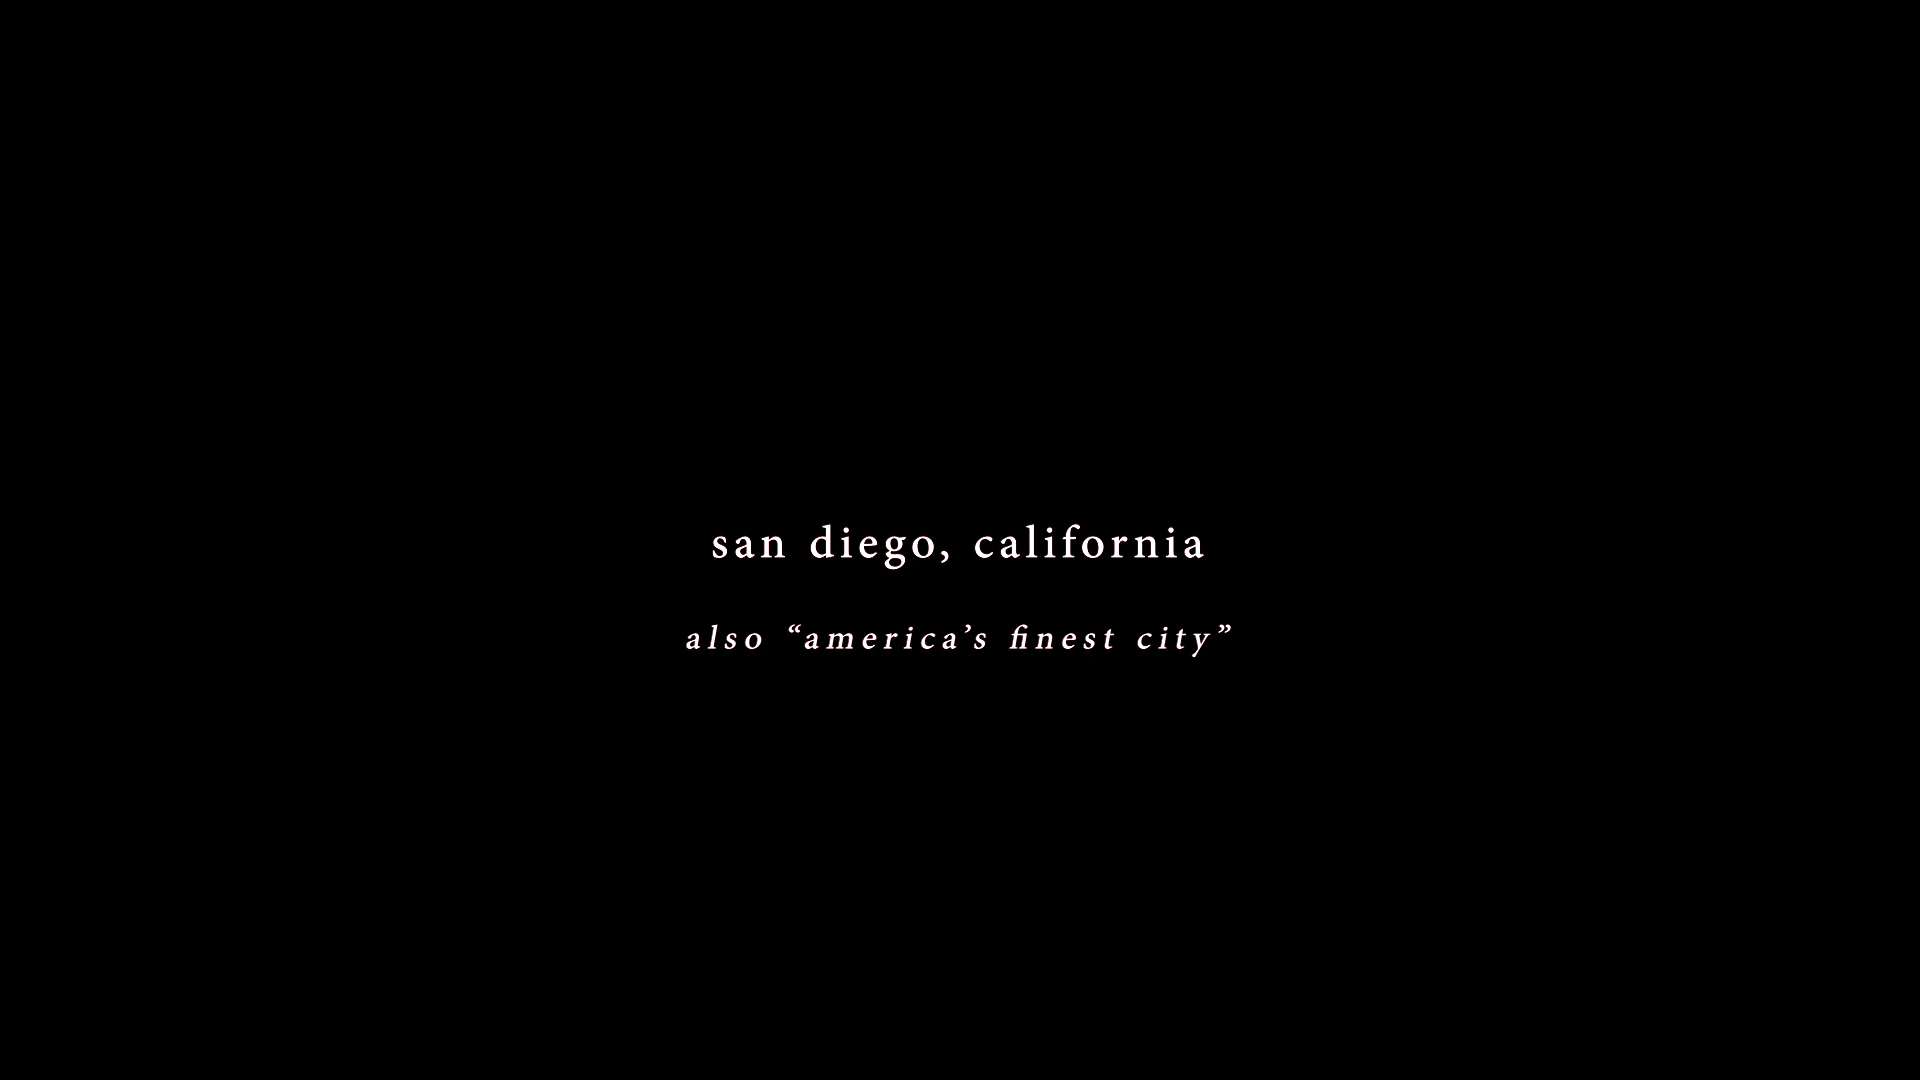 san diego, california
also “america’s finest city”